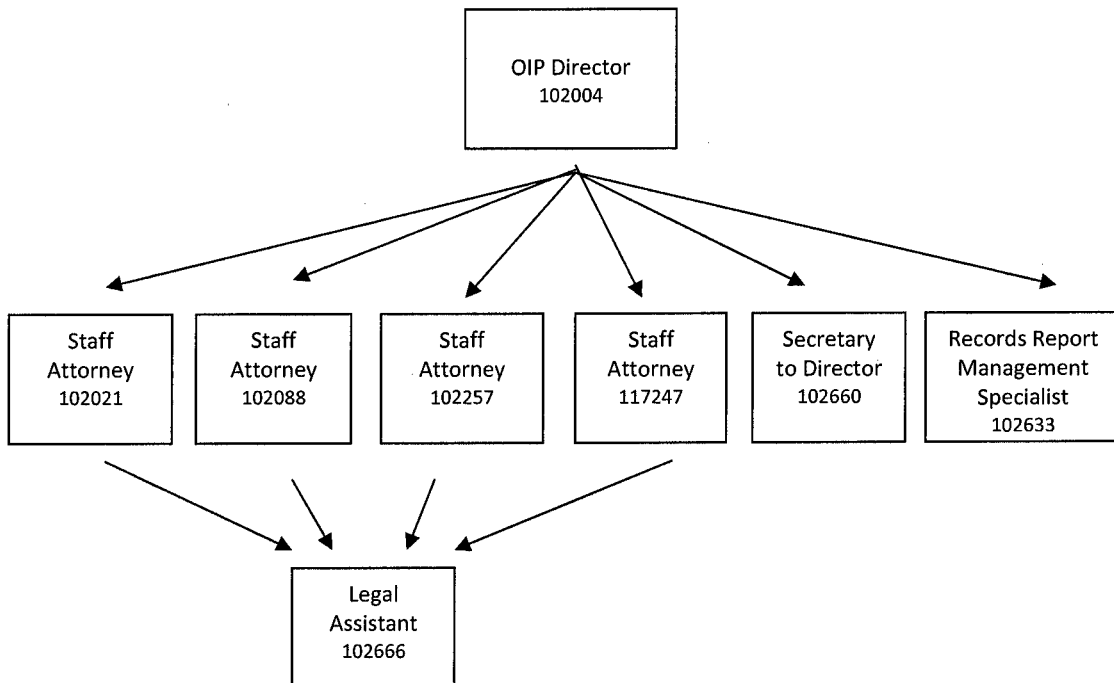 OIP Director
102004
Staff
Attorney
102021
Staff
Attorney
102088
Staff
Attorney
102257
Staff
Attorney
117247
Secretary
to Director
102660
Records Report
Management
Specialist
102633
Legal
Assistant
102666